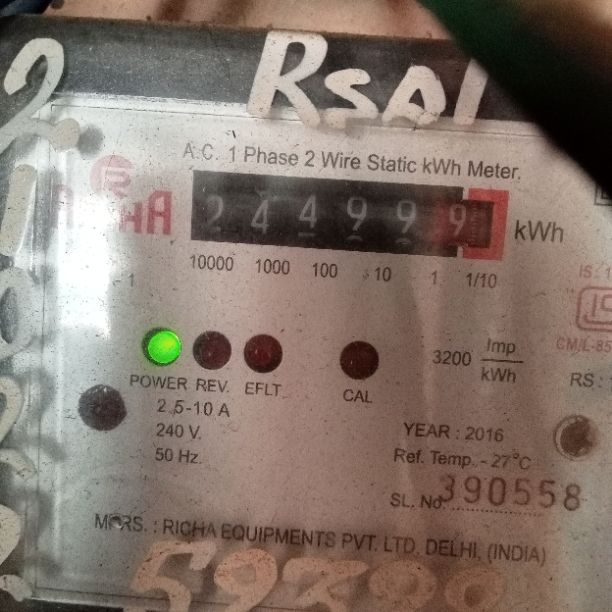 RSAI
A.C. 1 Phase 2 Wire Static kWh Meter.
244999 kWh
10000 1000 100 10 1 1/10
3200 Imp/kWh
POWER REV. EFLT. CAL
2.5-10 A
240 V.
50 Hz.
YEAR : 2016
Ref. Temp. - 27°C
SL. No. 390558
MFRS. : RICHA EQUIPMENTS PVT. LTD. DELHI, (INDIA)